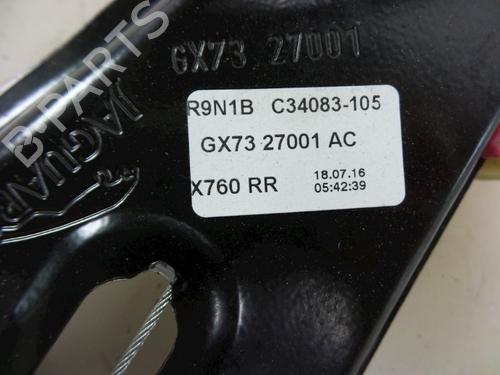 GX73 27001
B-PARTS
JAGUAR
R9N1B C34083-105
GX73 27001 AC
X760 RR 18.07.16
05:42:39